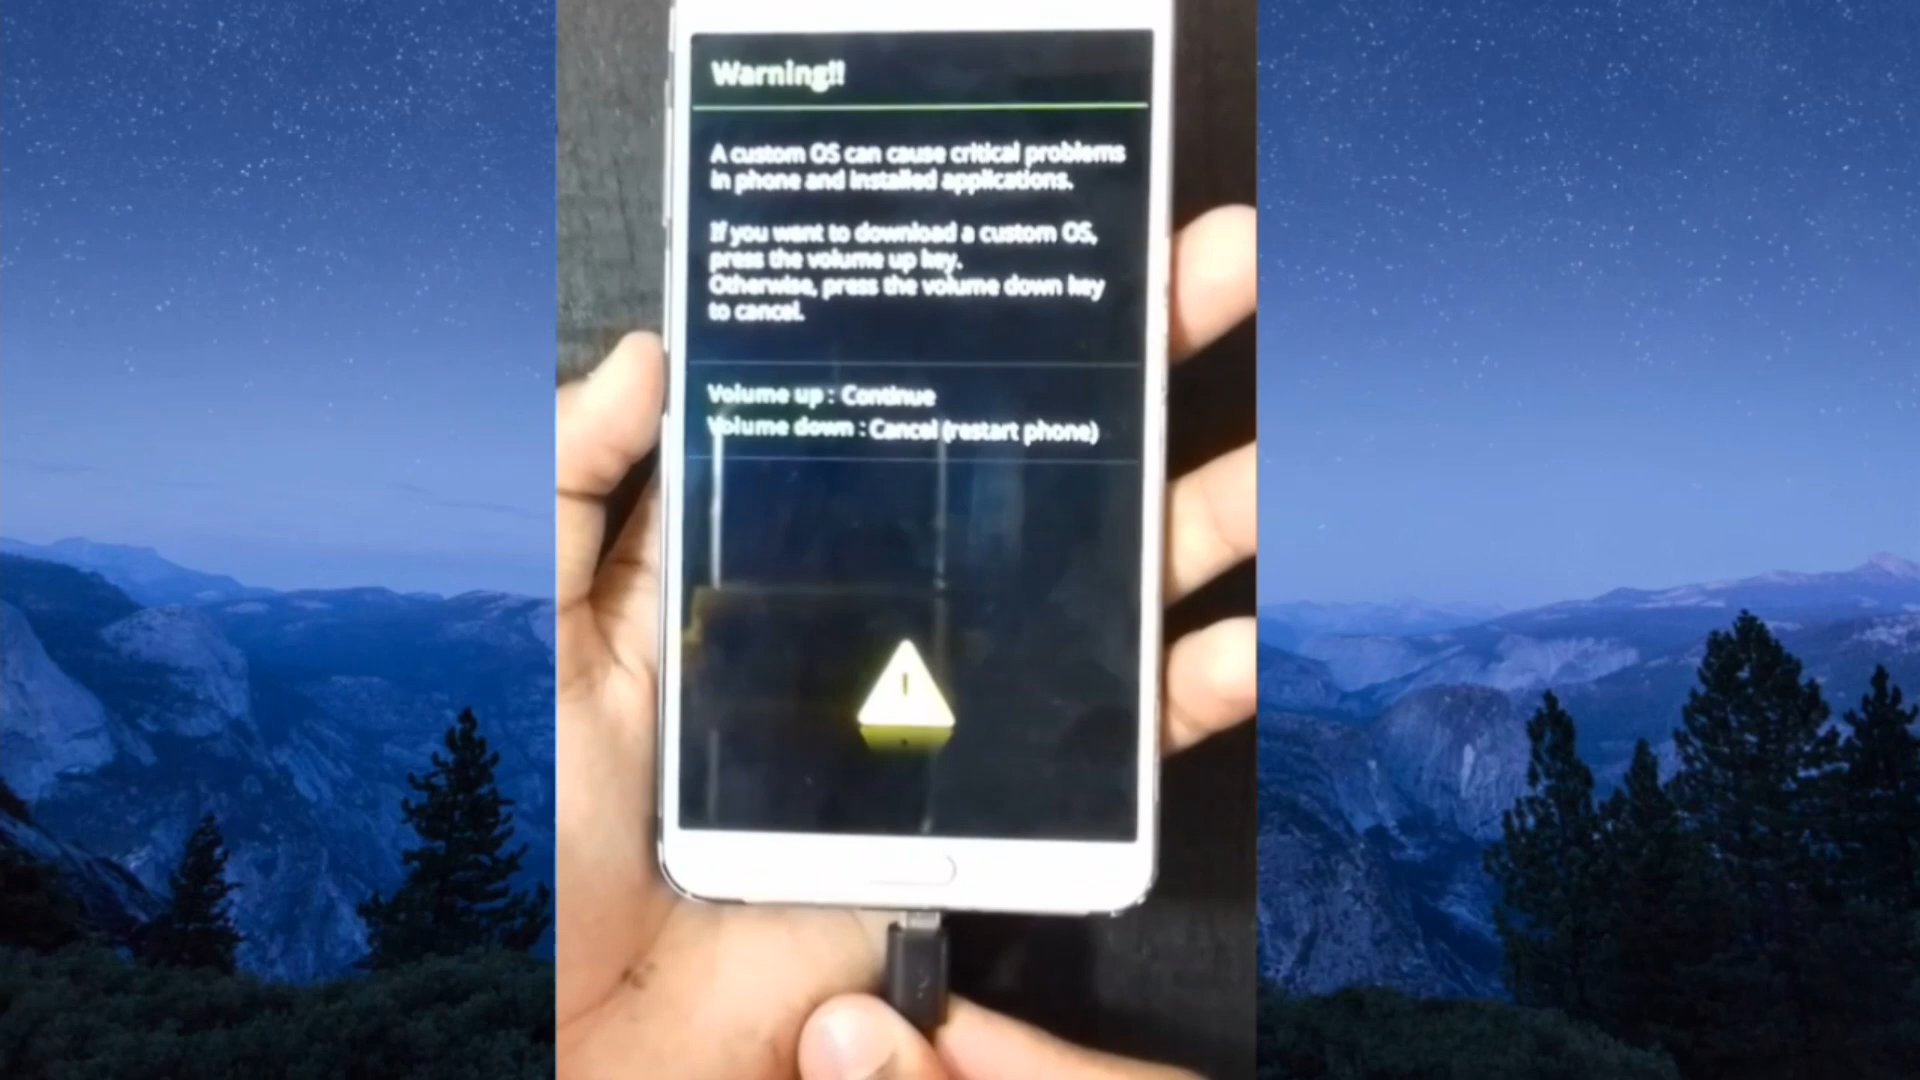 Warning!!
A custom OS can cause critical problems
in phone and installed applications.
If you want to download a custom OS,
press the volume up key.
Otherwise, press the volume down key
to cancel.
Volume up : Continue
Volume down : Cancel (restart phone)